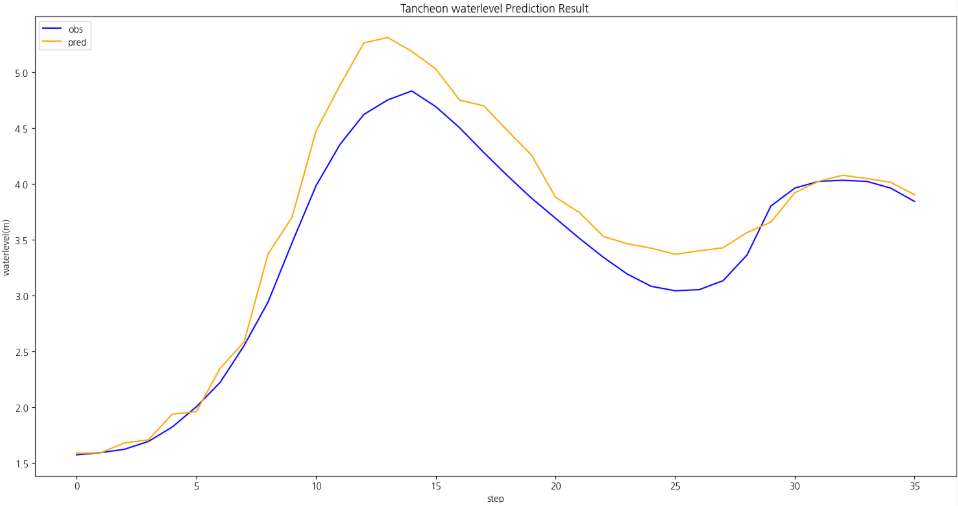 Tancheon waterlevel Prediction Result
obs
pred
5.0
4.5
4.0
3.5
3.0
2.5
2.0
1.5
waterlevel(m)
0 5 10 15 20 25 30 35
step